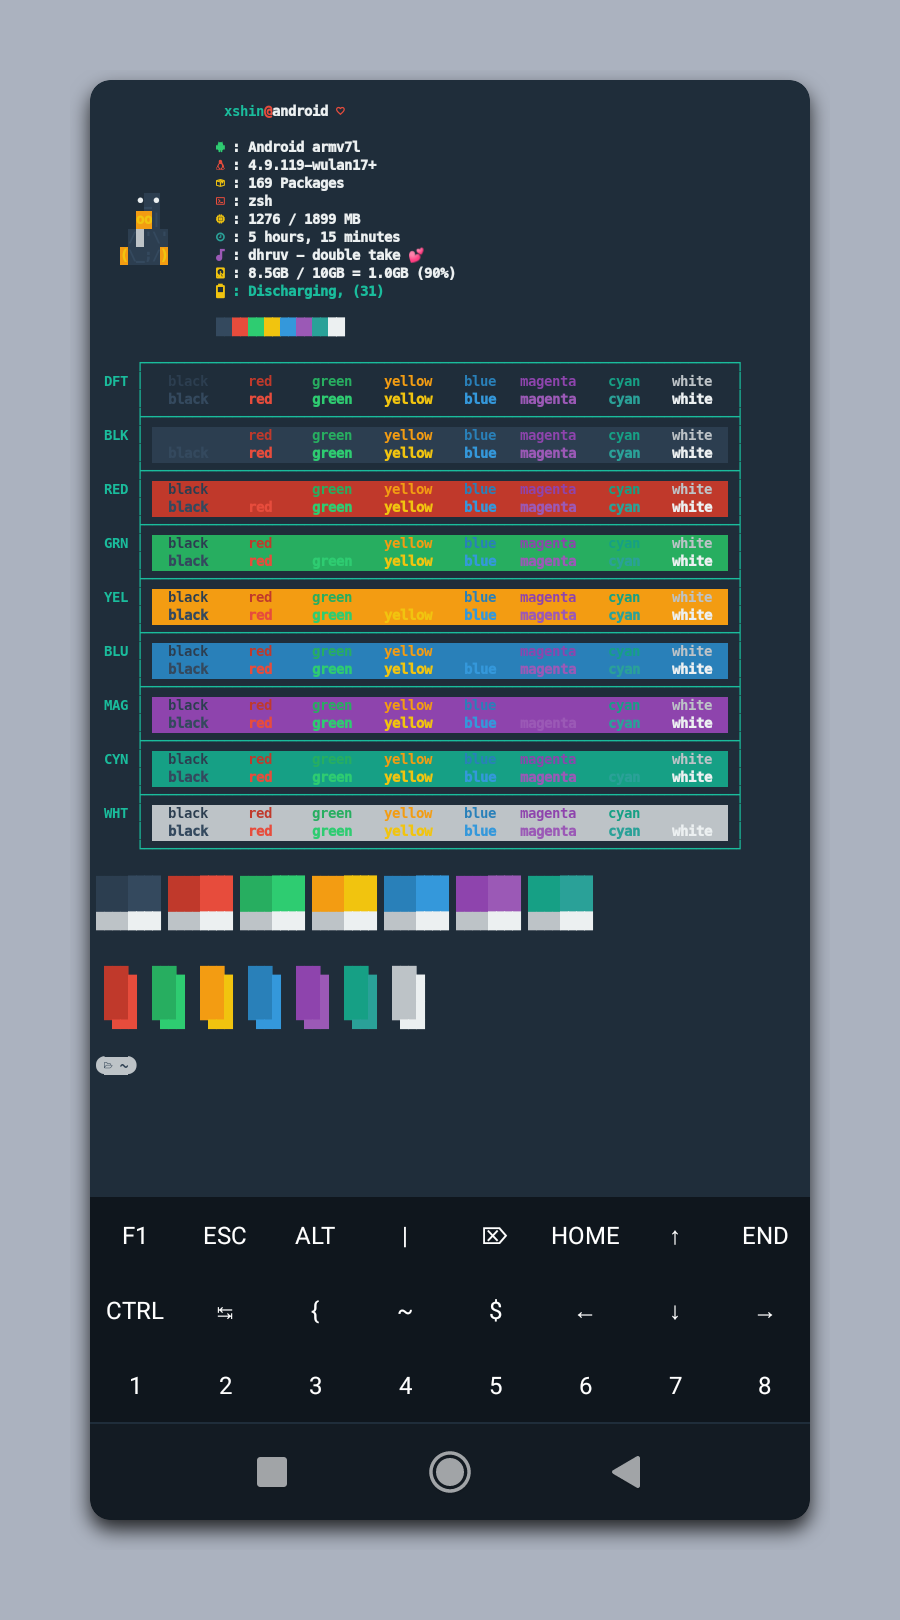 xshin@android ♡
: Android armv7l
: 4.9.119-wulan17+
: 169 Packages
: zsh
: 1276 / 1899 MB
: 5 hours, 15 minutes
: dhruv - double take 💕
: 8.5GB / 10GB = 1.0GB (90%)
: Discharging, (31)
DFT black red green yellow blue magenta cyan white
black red green yellow blue magenta cyan white
BLK red green yellow blue magenta cyan white
black red green yellow blue magenta cyan white
RED black green yellow blue magenta cyan white
black red green yellow blue magenta cyan white
GRN black red yellow blue magenta cyan white
black red green yellow blue magenta cyan white
YEL black red green blue magenta cyan white
black red green yellow blue magenta cyan white
BLU black red green yellow magenta cyan white
black red green yellow blue magenta cyan white
MAG black red green yellow blue cyan white
black red green yellow blue magenta cyan white
CYN black red green yellow blue magenta white
black red green yellow blue magenta cyan white
WHT black red green yellow blue magenta cyan
black red green yellow blue magenta cyan white
~
F1 ESC ALT | ⌦ HOME ↑ END
CTRL ↹ { ~ $ ← ↓ →
1 2 3 4 5 6 7 8